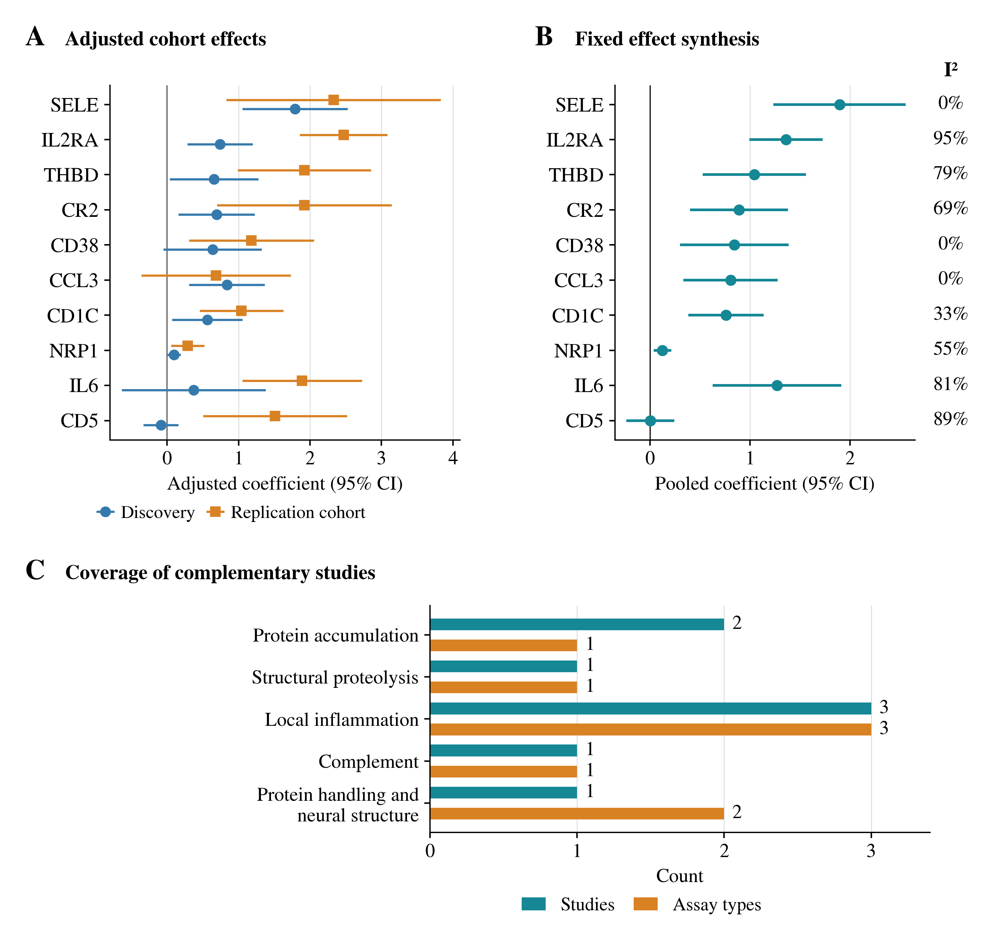 A Adjusted cohort effects
SELE
IL2RA
THBD
CR2
CD38
CCL3
CD1C
NRP1
IL6
CD5
0 1 2 3 4
Adjusted coefficient (95% CI)
Discovery Replication cohort
B Fixed effect synthesis
I²
SELE 0%
IL2RA 95%
THBD 79%
CR2 69%
CD38 0%
CCL3 0%
CD1C 33%
NRP1 55%
IL6 81%
CD5 89%
0 1 2
Pooled coefficient (95% CI)
C Coverage of complementary studies
2
Protein accumulation
1
1
Structural proteolysis
1
3
Local inflammation
3
1
Complement
1
1
Protein handling and
neural structure
2
0 1 2 3
Count
Studies Assay types